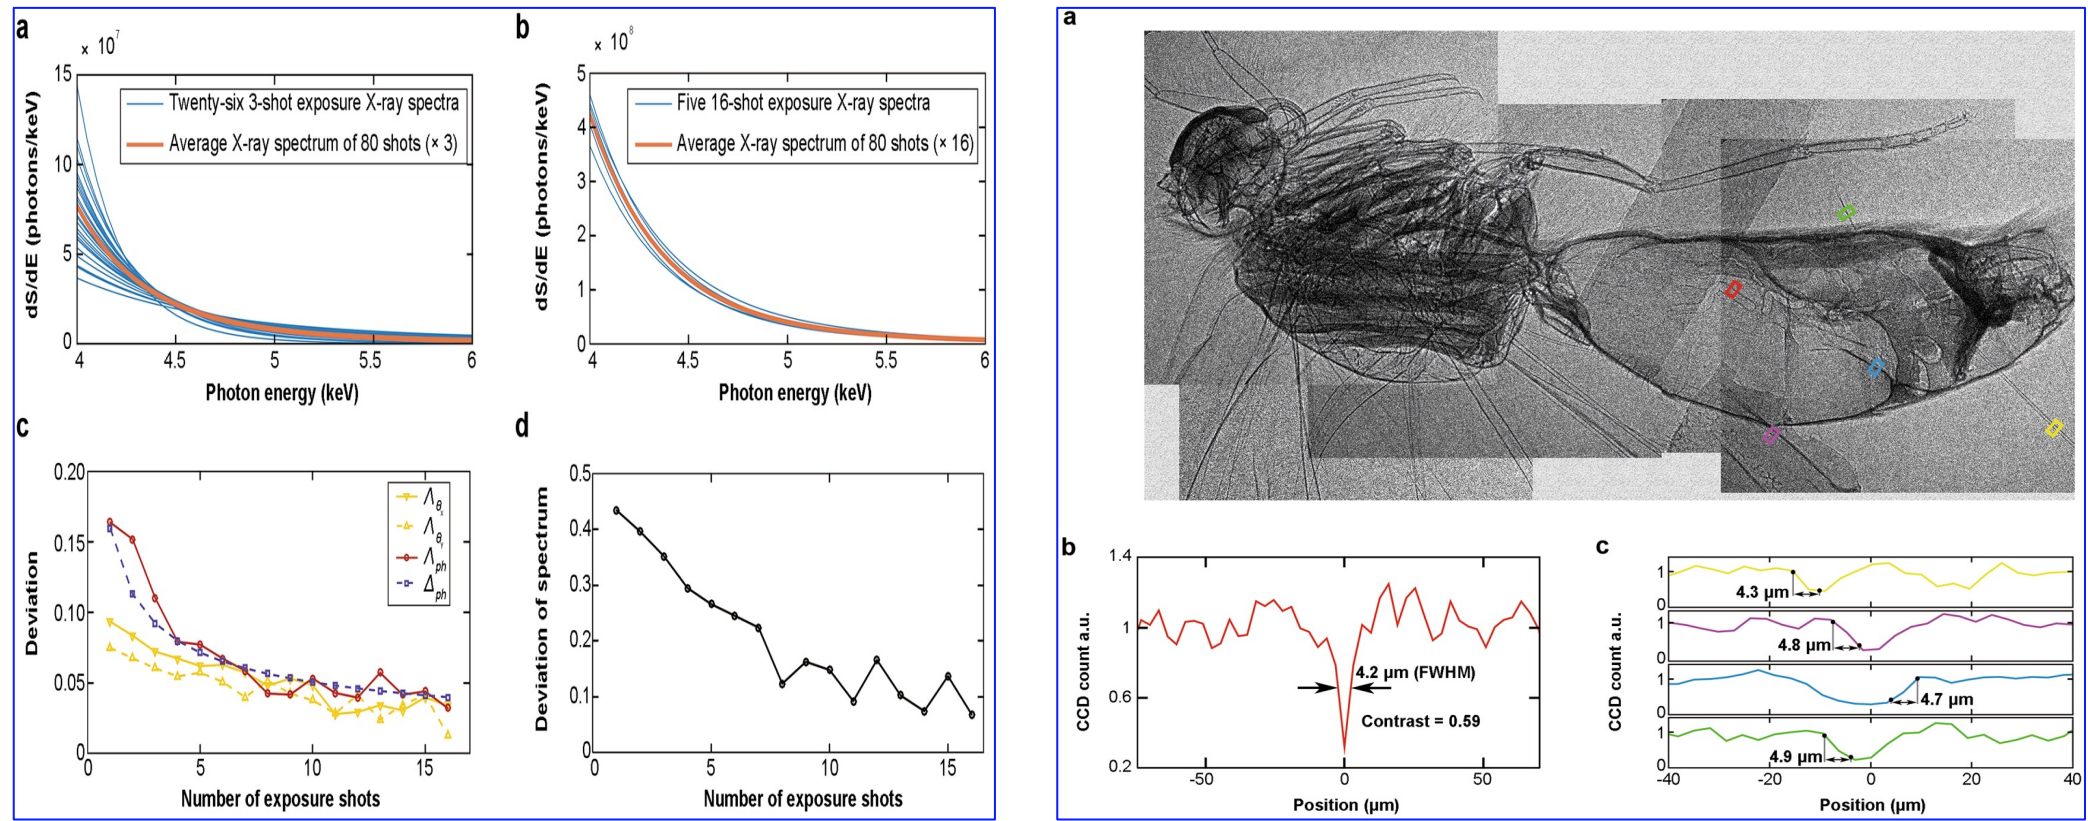 a
× 10^7
15
10
5
0
4 4.5 5 5.5 6
dS/dE (photons/keV)
Photon energy (keV)
Twenty-six 3-shot exposure X-ray spectra
Average X-ray spectrum of 80 shots (× 3)
b
× 10^8
5
4
3
2
1
0
4 4.5 5 5.5 6
dS/dE (photons/keV)
Photon energy (keV)
Five 16-shot exposure X-ray spectra
Average X-ray spectrum of 80 shots (× 16)
c
0.20
0.15
0.10
0.05
0
0 5 10 15
Deviation
Number of exposure shots
Λ
Λ
Λph
Δph
d
0.5
0.4
0.3
0.2
0.1
0
0 5 10 15
Deviation of spectrum
Number of exposure shots
a
b
1.4
1
0.6
0.2
-50 0 50
CCD count a.u.
Position (μm)
4.2 μm (FWHM)
Contrast = 0.59
c
1
0
4.3 μm
1
0
4.8 μm
1
0
4.7 μm
1
0
4.9 μm
-40 -20 0 20 40
CCD count a.u.
Position (μm)